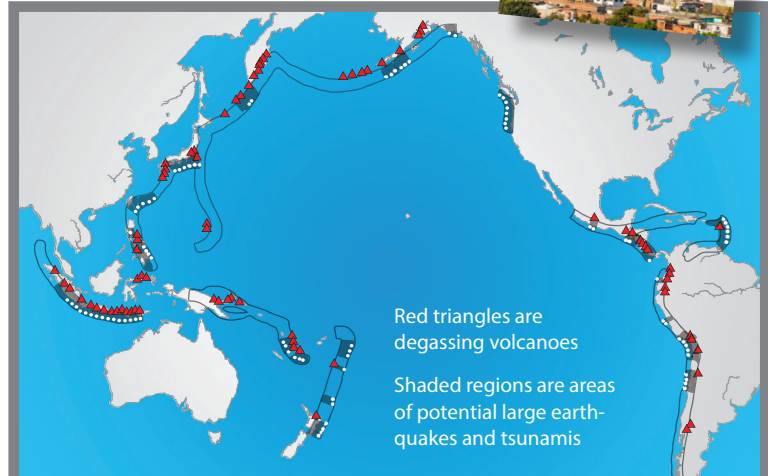 Red triangles are
degassing volcanoes
Shaded regions are areas
of potential large earth-
quakes and tsunamis